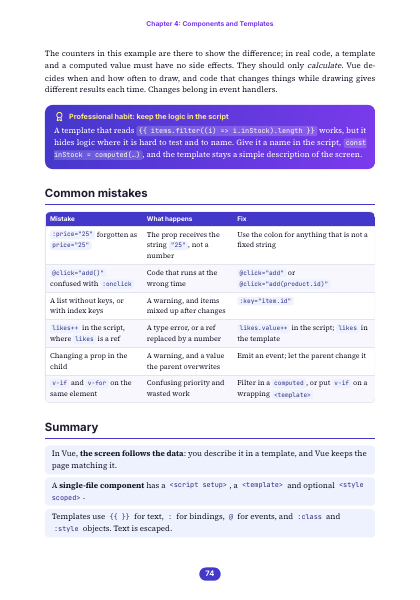 Chapter 4: Components and Templates
The counters in this example are there to show the difference; in real code, a template
and a computed value must have no side effects. They should only calculate. Vue de-
cides when and how often to draw, and code that changes things while drawing gives
different results each time. Changes belong in event handlers.
Professional habit: keep the logic in the script
A template that reads {{ items.filter((i) => i.inStock).length }} works, but it
hides logic where it is hard to test and to name. Give it a name in the script, const
inStock = computed(…), and the template stays a simple description of the screen.
Common mistakes
Mistake What happens Fix
:price="25" forgotten as The prop receives the Use the colon for anything that is not a
price="25" string "25", not a fixed string
number
@click="add()" Code that runs at the @click="add" or
confused with :onclick wrong time @click="add(product.id)"
A list without keys, or A warning, and items :key="item.id"
with index keys mixed up after changes
likes++ in the script, A type error, or a ref likes.value++ in the script; likes in
where likes is a ref replaced by a number the template
Changing a prop in the A warning, and a value Emit an event; let the parent change it
child the parent overwrites
v-if and v-for on the Confusing priority and Filter in a computed, or put v-if on a
same element wasted work wrapping <template>
Summary
In Vue, the screen follows the data: you describe it in a template, and Vue keeps the
page matching it.
A single-file component has a <script setup>, a <template> and optional <style
scoped>.
Templates use {{ }} for text, : for bindings, @ for events, and :class and
:style objects. Text is escaped.
74